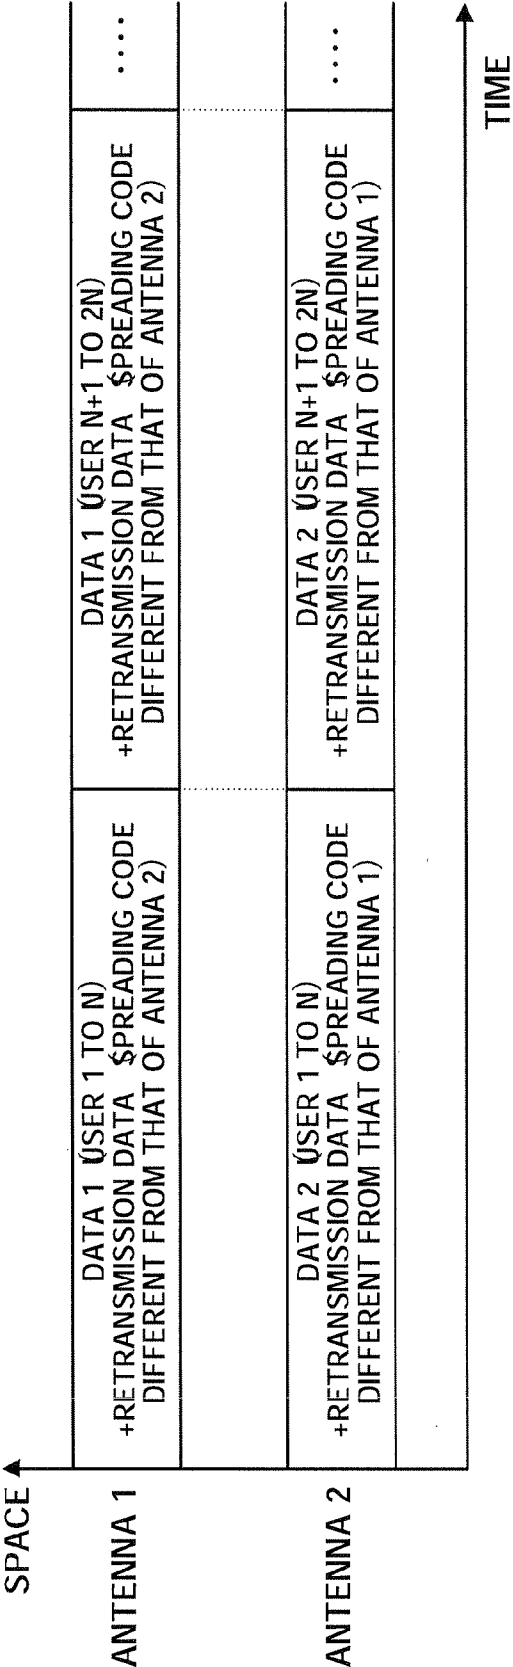 SPACE
ANTENNA 1
DATA 1 (USER 1 TO N)
+RETRANSMISSION DATA (SPREADING CODE
DIFFERENT FROM THAT OF ANTENNA 2)
DATA 1 (USER N+1 TO 2N)
+RETRANSMISSION DATA (SPREADING CODE
DIFFERENT FROM THAT OF ANTENNA 2)
....
ANTENNA 2
DATA 2 (USER 1 TO N)
+RETRANSMISSION DATA (SPREADING CODE
DIFFERENT FROM THAT OF ANTENNA 1)
DATA 2 (USER N+1 TO 2N)
+RETRANSMISSION DATA (SPREADING CODE
DIFFERENT FROM THAT OF ANTENNA 1)
....
TIME